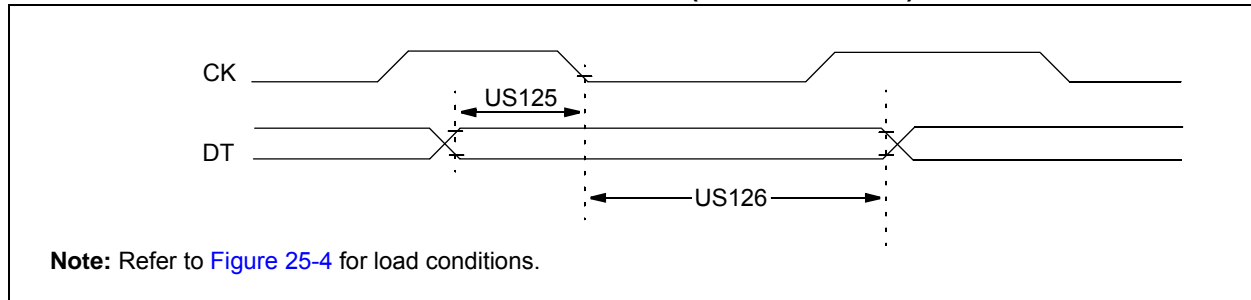 CK
US125
DT
US126
Note: Refer to Figure 25-4 for load conditions.